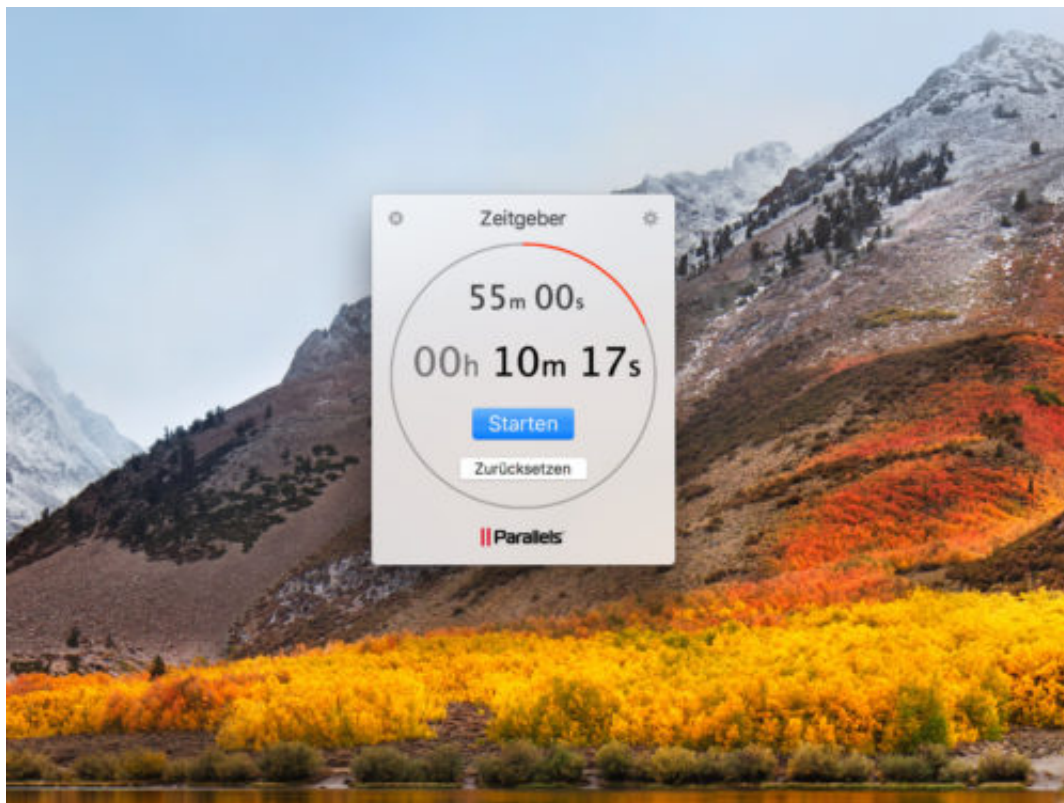 Zeitgeber
55m 00s
00h 10m 17s
Starten
Zurücksetzen
Parallels